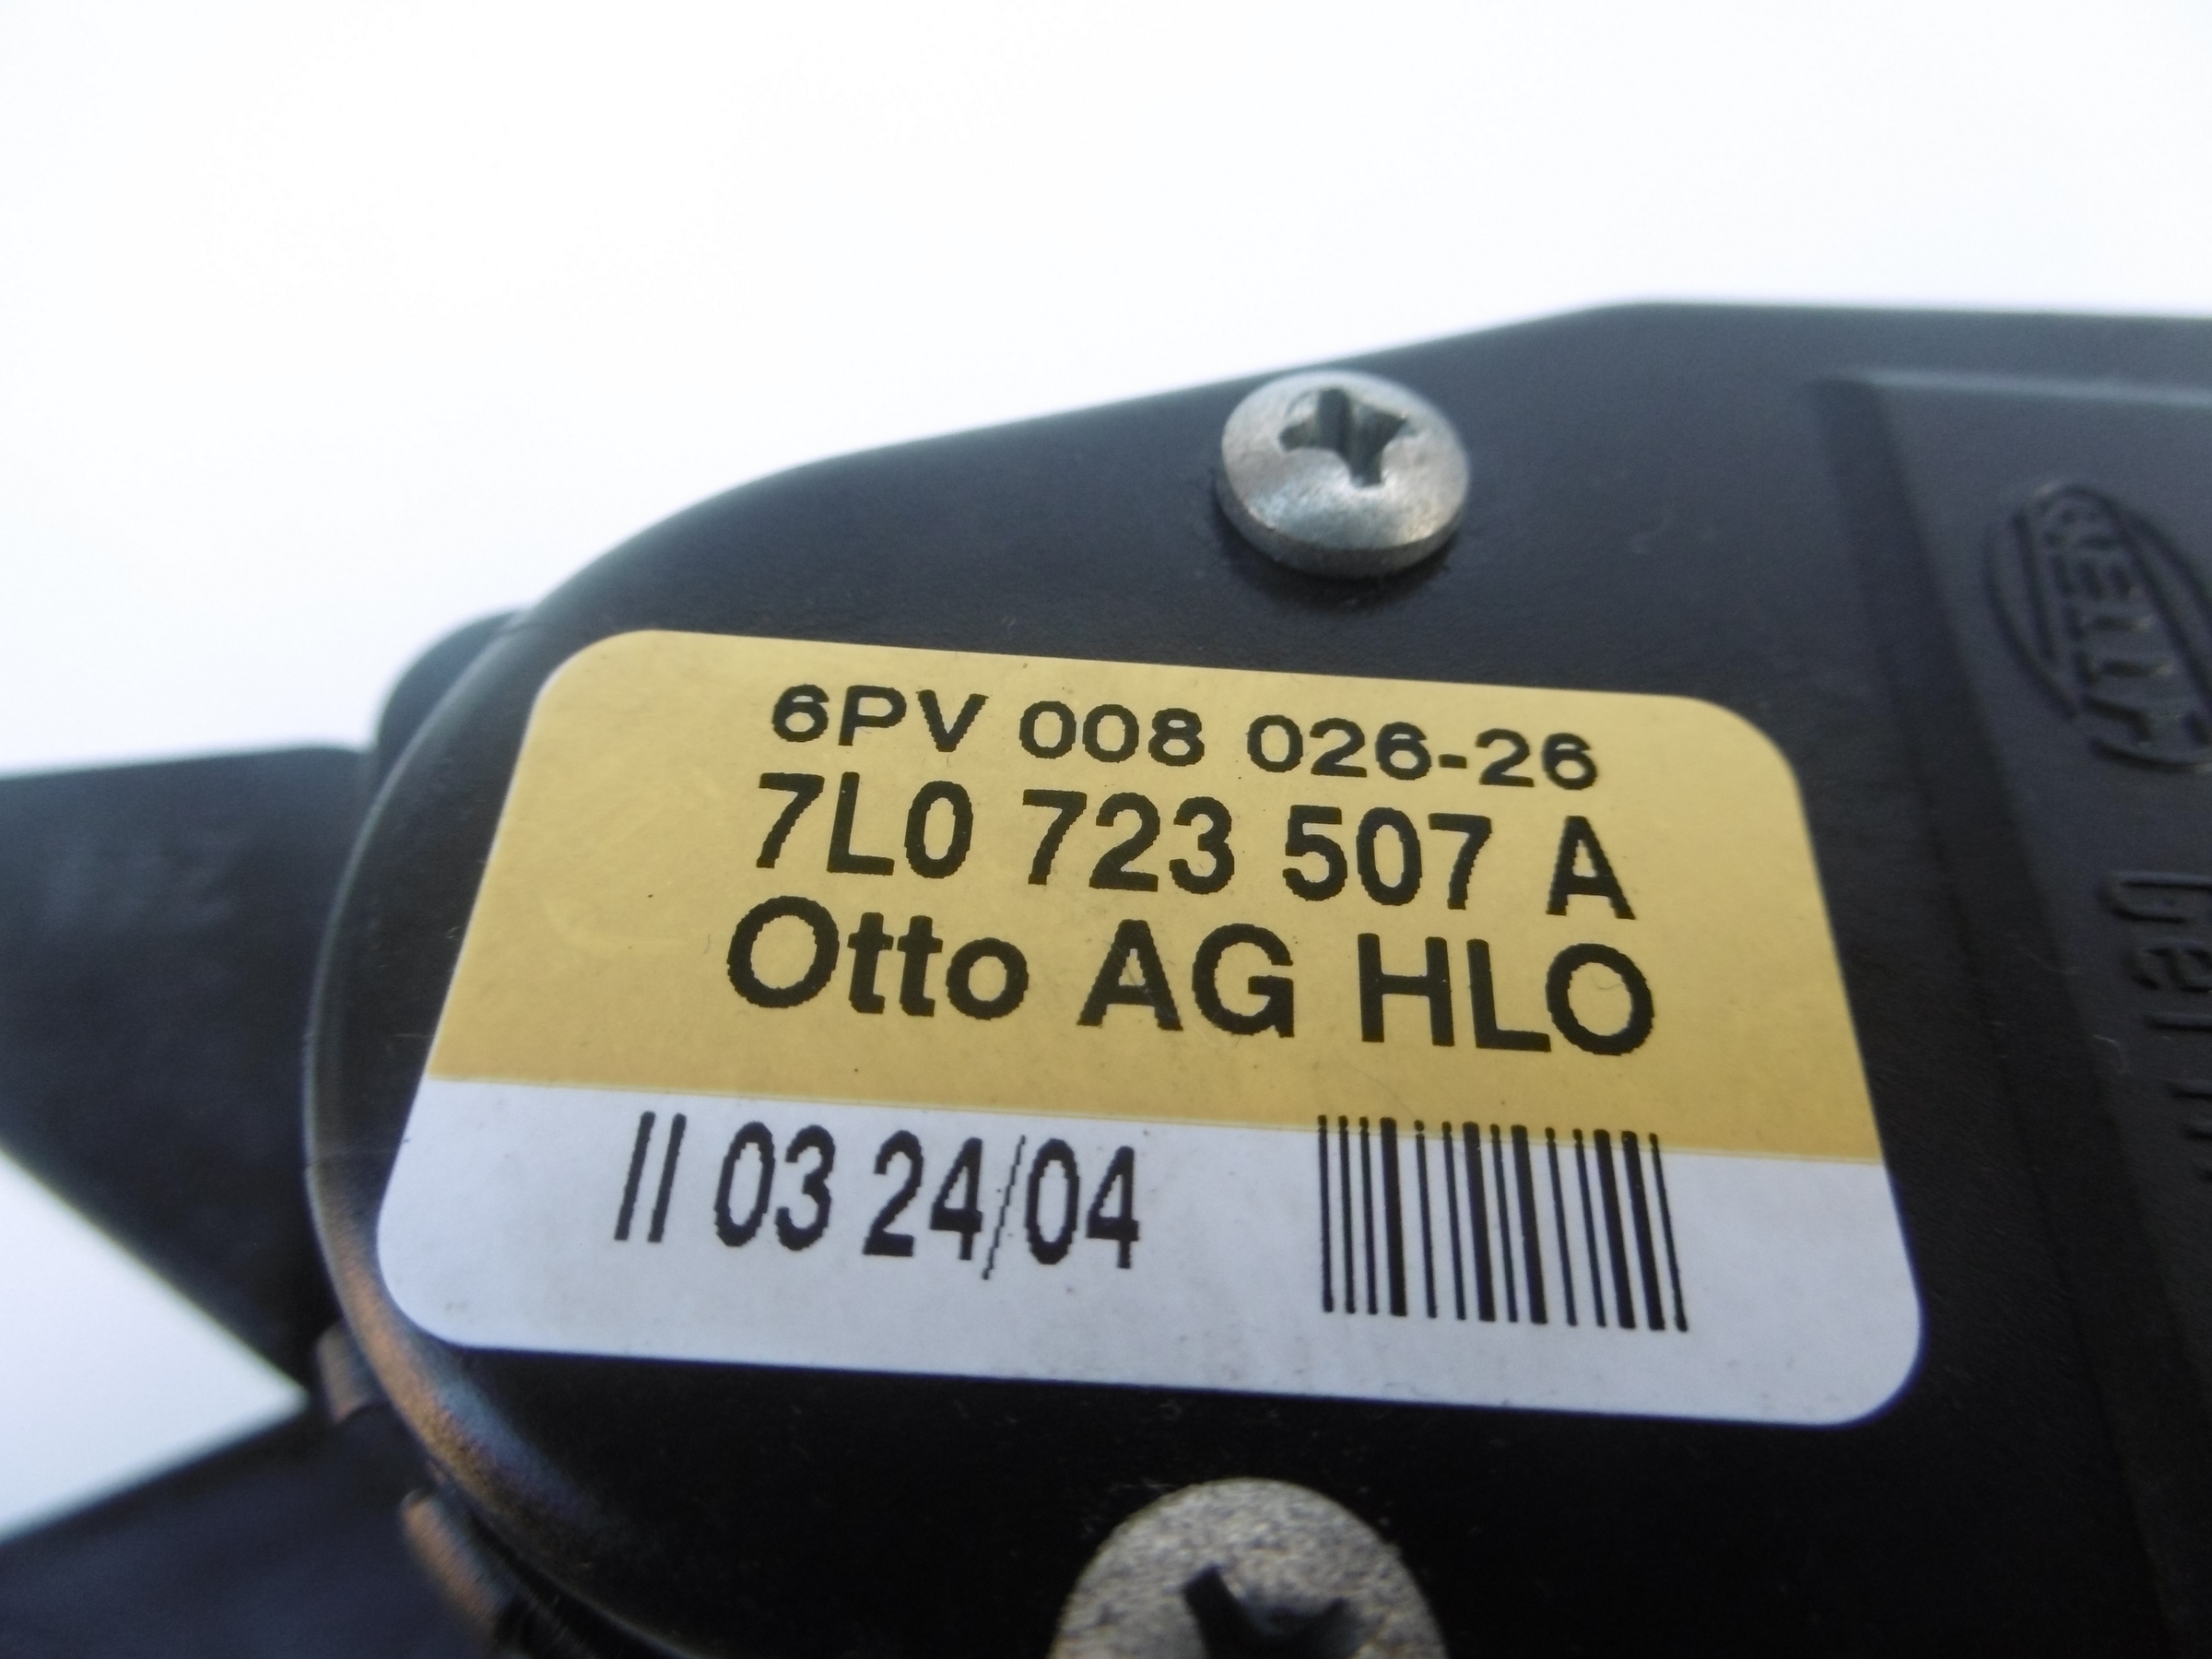 6PV 008 026-26
7L0 723 507 A
Otto AG HLO
II 03 24/04